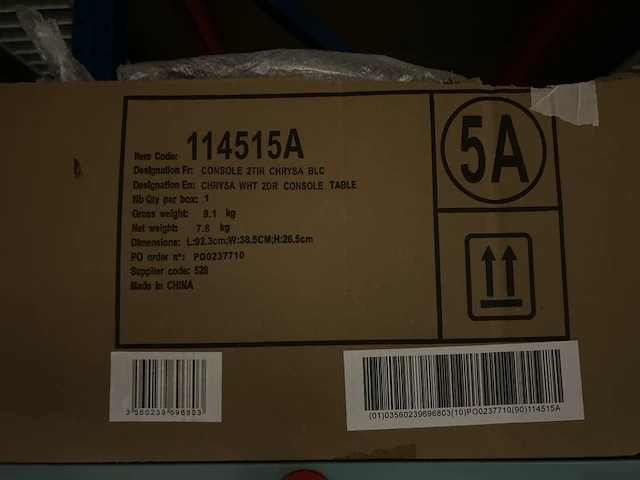 Item Code: 114515A
Designation Fr: CONSOLE 2TIR CHRYSA BLC
Designation En: CHRYSA WHT 2DR CONSOLE TABLE
Nb Qty per box: 1
Gross weight: 9.1 kg
Net weight: 7.8 kg
Dimensions: L:92.3cm;W:38.5CM;H:26.5cm
PO order n°: PO0237710
Supplier code: 528
Made In CHINA
5A
3 560239 696803
(01)03560239696803(10)PO0237710(90)114515A